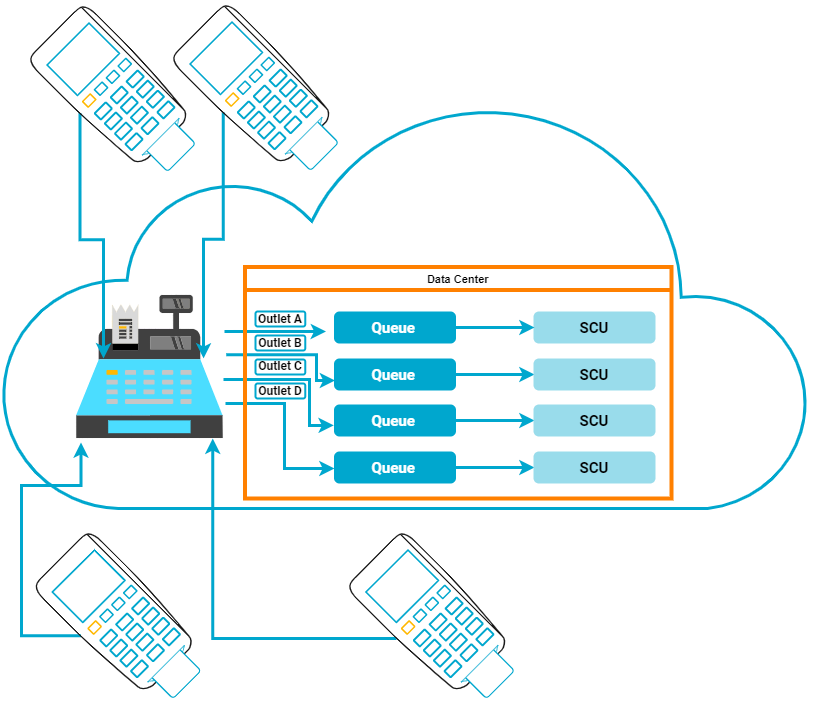 Data Center
Outlet A
Queue
SCU
Outlet B
Queue
SCU
Outlet C
Queue
SCU
Outlet D
Queue
SCU